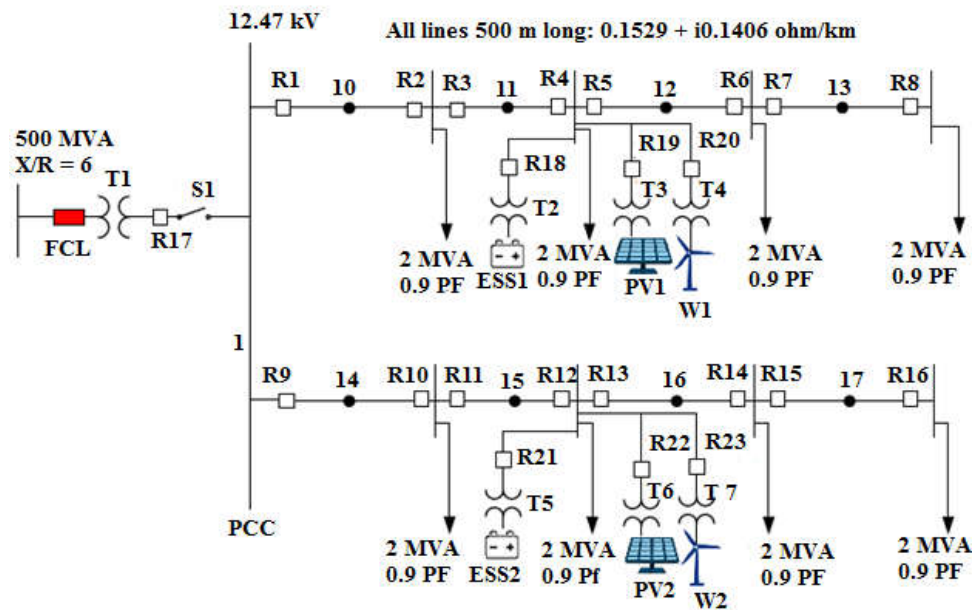 12.47 kV
All lines 500 m long: 0.1529 + i0.1406 ohm/km
R1
10
R2
R3
11
R4
R5
12
R6
R7
13
R8
500 MVA
X/R = 6
T1
S1
FCL
R17
R18
R19
R20
T2
T3
T4
2 MVA
0.9 PF
ESS1
2 MVA
0.9 PF
PV1
W1
2 MVA
0.9 PF
2 MVA
0.9 PF
1
R9
14
R10
R11
15
R12
R13
16
R14
R15
17
R16
R21
R22
R23
T5
T6
T 7
PCC
2 MVA
0.9 PF
ESS2
2 MVA
0.9 Pf
PV2
W2
2 MVA
0.9 PF
2 MVA
0.9 PF